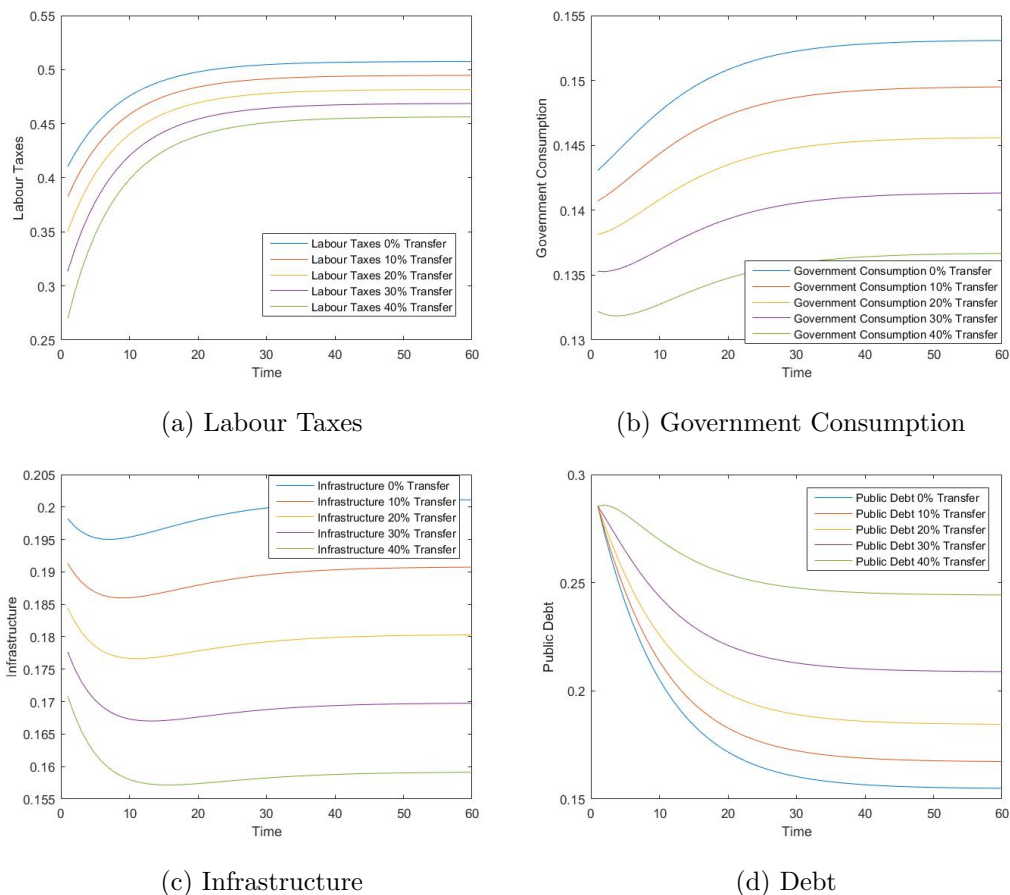 0.55
0.5
0.45
0.4
0.35
0.3
0.25
Labour Taxes
Labour Taxes 0% Transfer
Labour Taxes 10% Transfer
Labour Taxes 20% Transfer
Labour Taxes 30% Transfer
Labour Taxes 40% Transfer
0 10 20 30 40 50 60
Time
(a) Labour Taxes
0.155
0.15
0.145
0.14
0.135
0.13
Government Consumption
Government Consumption 0% Transfer
Government Consumption 10% Transfer
Government Consumption 20% Transfer
Government Consumption 30% Transfer
Government Consumption 40% Transfer
0 10 20 30 40 50 60
Time
(b) Government Consumption
0.205
0.2
0.195
0.19
0.185
0.18
0.175
0.17
0.165
0.16
0.155
Infrastructure
Infrastructure 0% Transfer
Infrastructure 10% Transfer
Infrastructure 20% Transfer
Infrastructure 30% Transfer
Infrastructure 40% Transfer
0 10 20 30 40 50 60
Time
(c) Infrastructure
0.3
0.25
0.2
0.15
Public Debt
Public Debt 0% Transfer
Public Debt 10% Transfer
Public Debt 20% Transfer
Public Debt 30% Transfer
Public Debt 40% Transfer
0 10 20 30 40 50 60
Time
(d) Debt